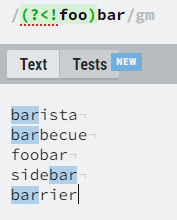 /(?<!foo)bar/gm
Text Tests NEW
barista¬
barbecue¬
foobar¬
sidebar¬
barrier